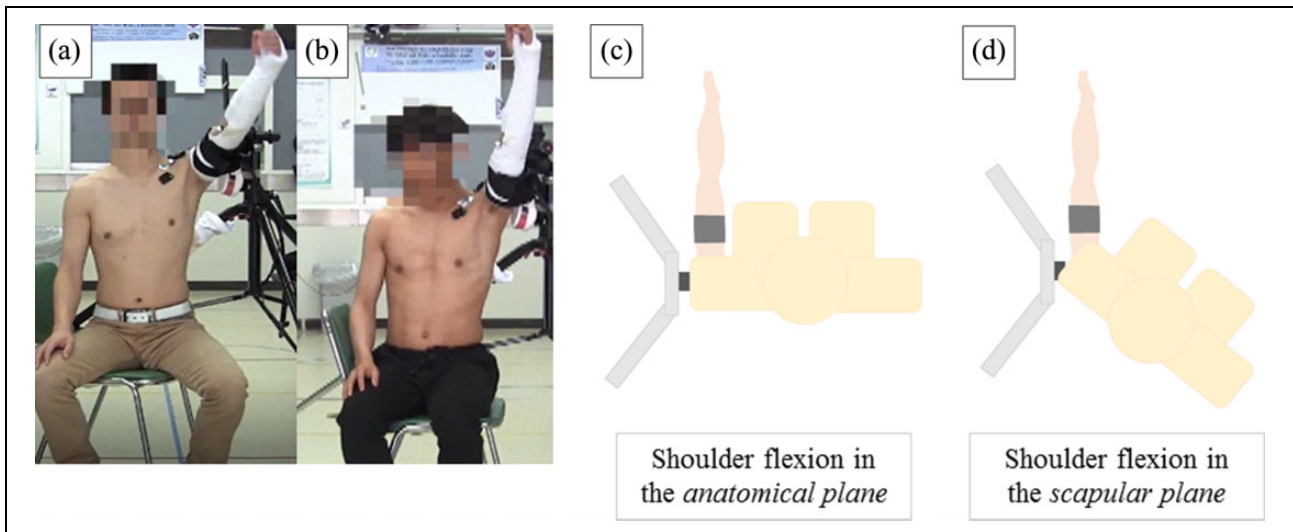 (a)
(b)
(c)
(d)
Shoulder flexion in
the anatomical plane
Shoulder flexion in
the scapular plane